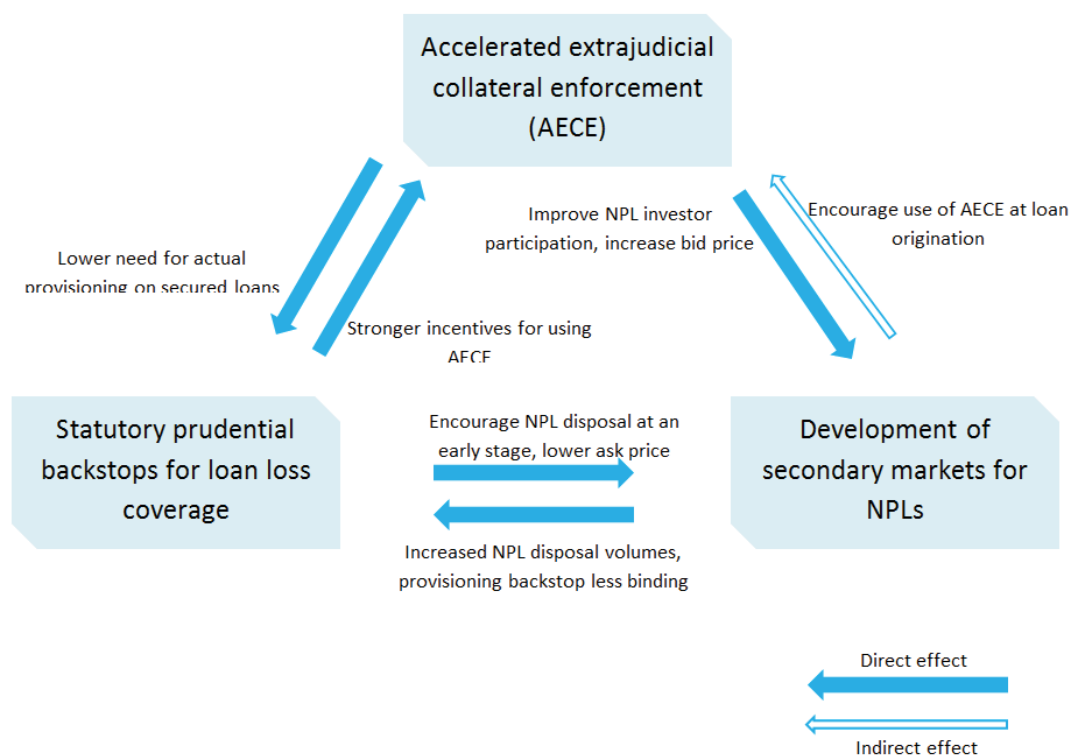 Accelerated extrajudicial
collateral enforcement
(AECE)
Improve NPL investor
participation, increase bid price
Encourage use of AECE at loan
origination
Lower need for actual
provisioning on secured loans
Stronger incentives for using
AECE
Statutory prudential
backstops for loan loss
coverage
Encourage NPL disposal at an
early stage, lower ask price
Increased NPL disposal volumes,
provisioning backstop less binding
Development of
secondary markets for
NPLs
Direct effect
Indirect effect